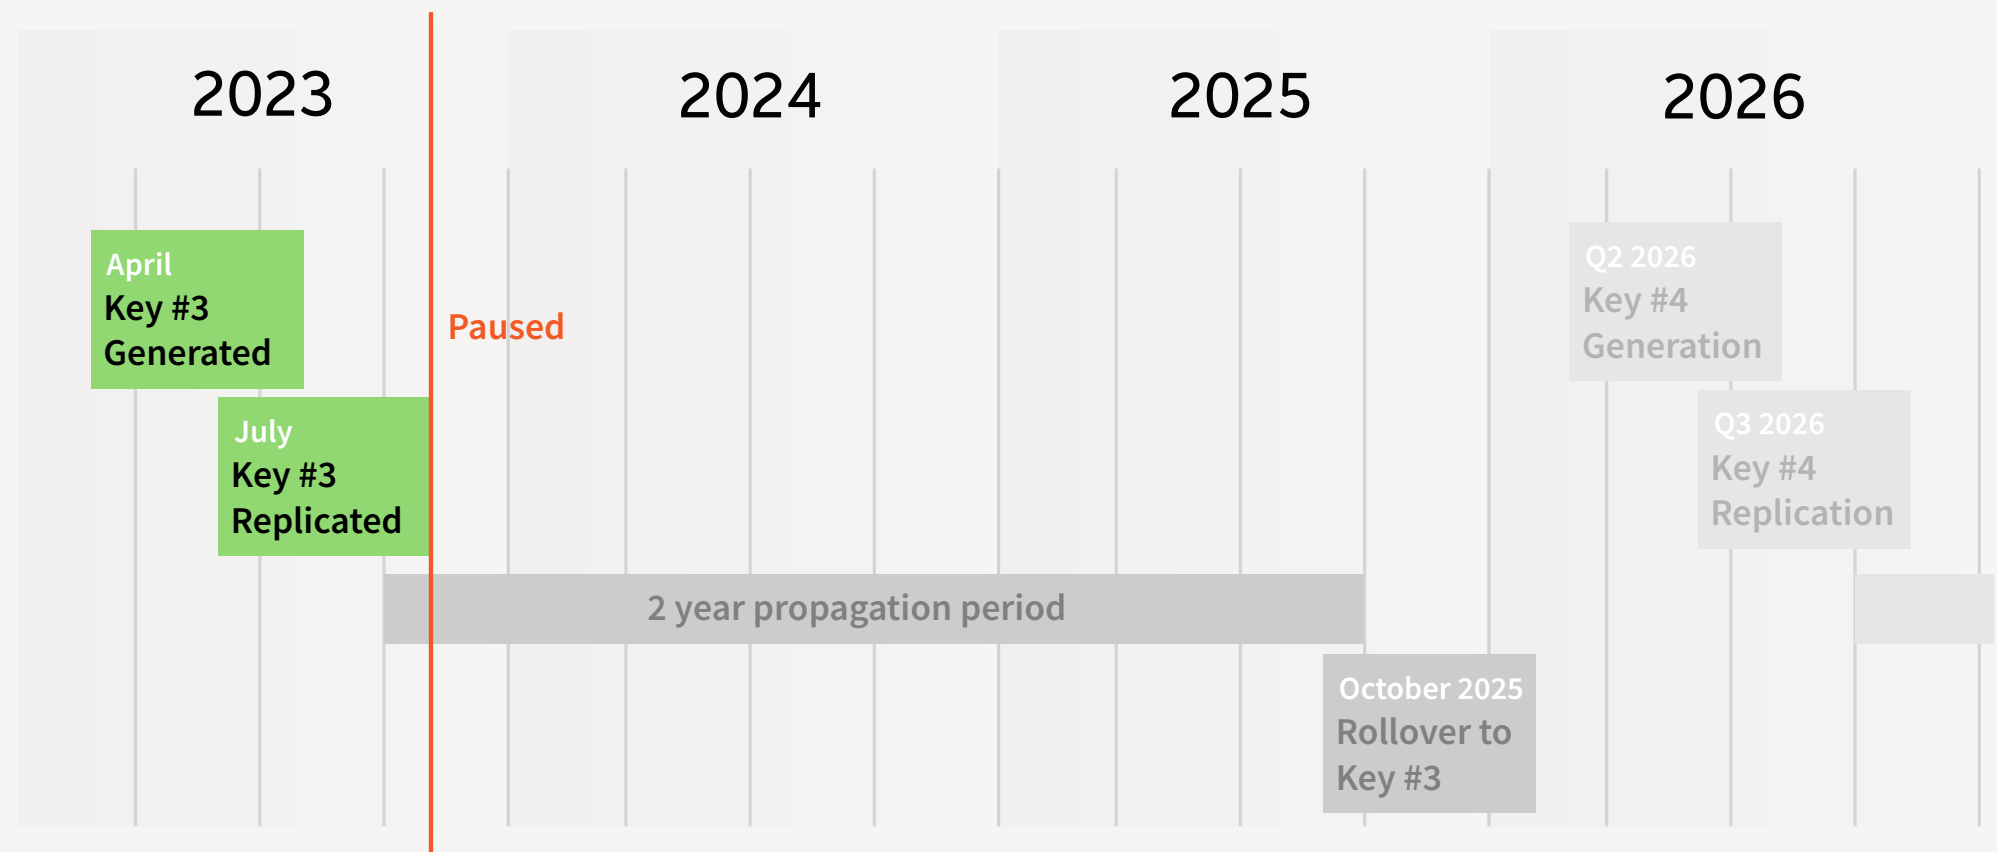 2023
2024
2025
2026
April
Key #3
Generated
Paused
Q2 2026
Key #4
Generation
July
Key #3
Replicated
Q3 2026
Key #4
Replication
2 year propagation period
October 2025
Rollover to
Key #3